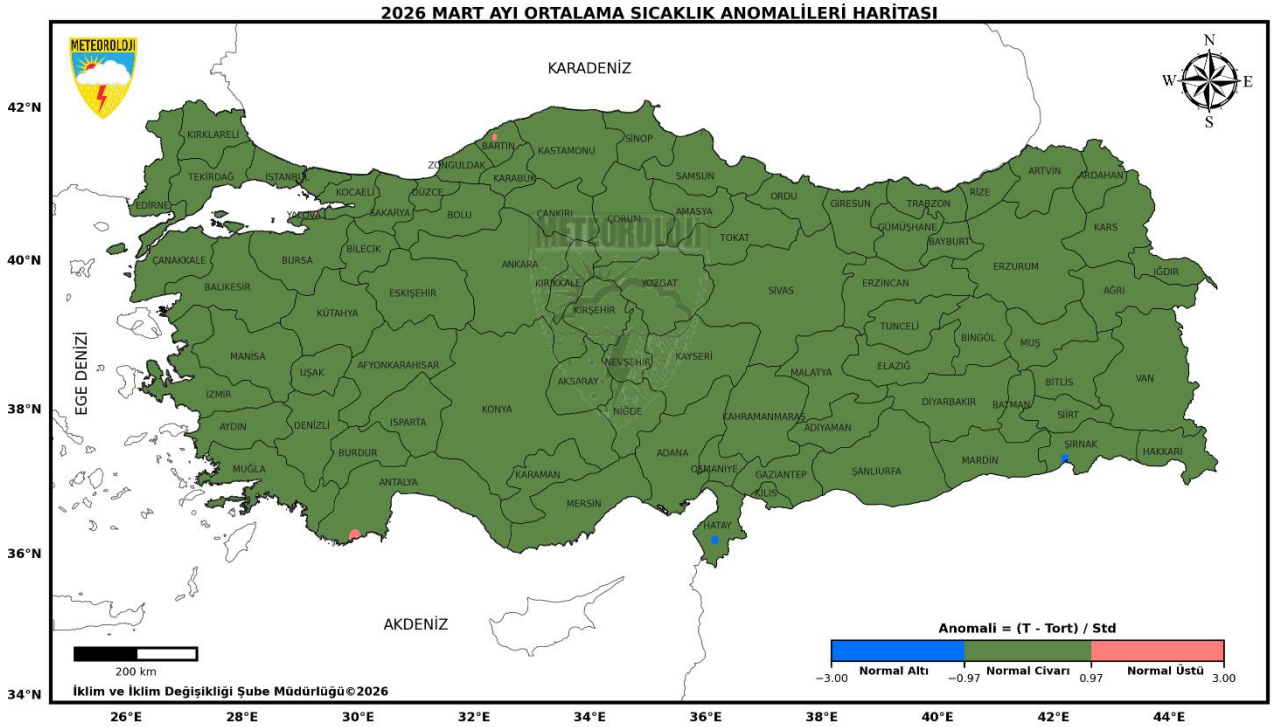 2026 MART AYI ORTALAMA SICAKLIK ANOMALİLERİ HARİTASI
METEOROLOJİ
KARADENİZ
N
W E
S
42°N
40°N
38°N
36°N
34°N
EGE DENİZİ
KIRKLARELİ
TEKİRDAĞ
İSTANBUL
EDİRNE
KOCAELİ
YALOVA
SAKARYA
DÜZCE
ZONGULDAK
BARTIN
KARABÜK
KASTAMONU
SİNOP
SAMSUN
ORDU
GİRESUN
TRABZON
RİZE
ARTVİN
ARDAHAN
BOLU
ÇANKIRI
ÇORUM
AMASYA
TOKAT
GÜMÜŞHANE
BAYBURT
KARS
METEOROLOJİ
ÇANAKKALE
BALIKESİR
BURSA
BİLECİK
ESKİŞEHİR
ANKARA
KIRIKKALE
YOZGAT
SİVAS
ERZİNCAN
ERZURUM
AĞRI
IĞDIR
KÜTAHYA
KIRŞEHİR
TUNCELİ
BİNGÖL
MUŞ
MANİSA
UŞAK
AFYONKARAHİSAR
NEVŞEHİR
KAYSERİ
MALATYA
ELAZIĞ
BİTLİS
VAN
İZMİR
AYDIN
DENİZLİ
ISPARTA
KONYA
AKSARAY
NİĞDE
KAHRAMANMARAŞ
ADIYAMAN
DİYARBAKIR
BATMAN
SİİRT
ŞIRNAK
HAKKARİ
MUĞLA
BURDUR
ANTALYA
KARAMAN
MERSİN
ADANA
OSMANİYE
GAZİANTEP
KİLİS
ŞANLIURFA
MARDİN
HATAY
AKDENİZ
200 km
İklim ve İklim Değişikliği Şube Müdürlüğü©2026
Anomali = (T - Tort) / Std
Normal Altı Normal Civarı Normal Üstü
−3.00 −0.97 0.97 3.00
26°E 28°E 30°E 32°E 34°E 36°E 38°E 40°E 42°E 44°E